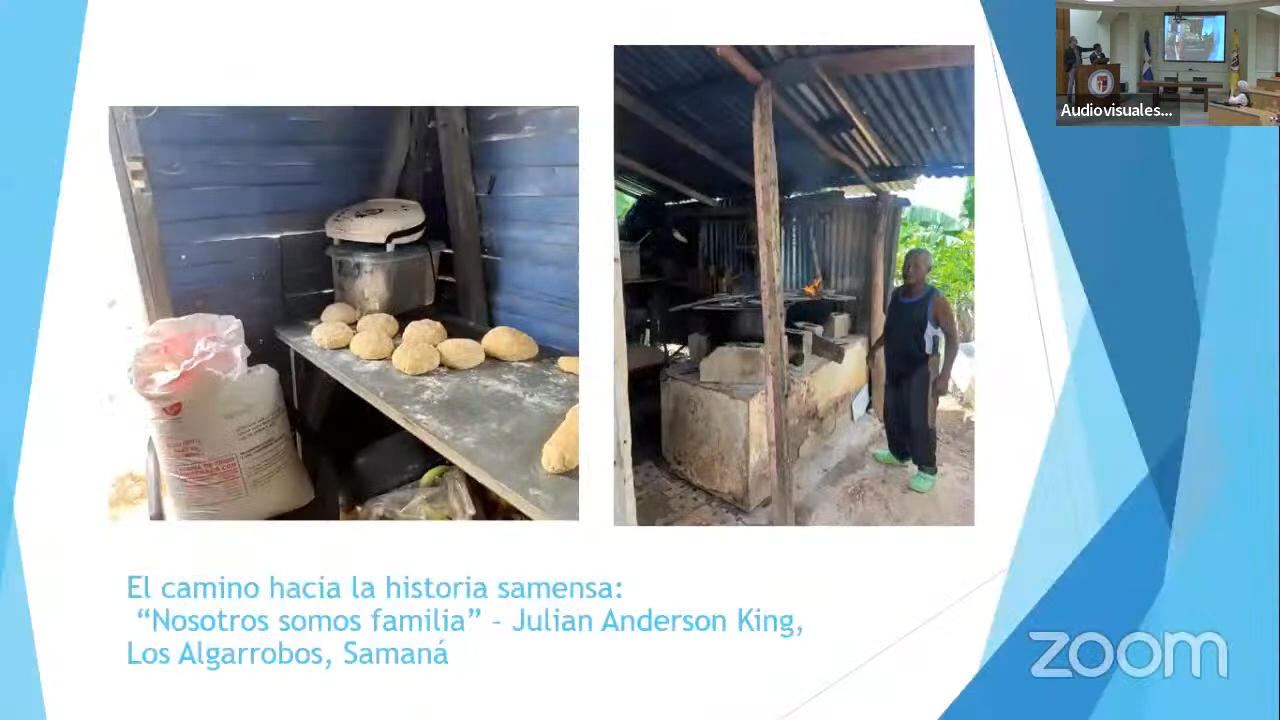 Audiovisuales...
El camino hacia la historia samensa:
“Nosotros somos familia” – Julian Anderson King,
Los Algarrobos, Samaná
zoom